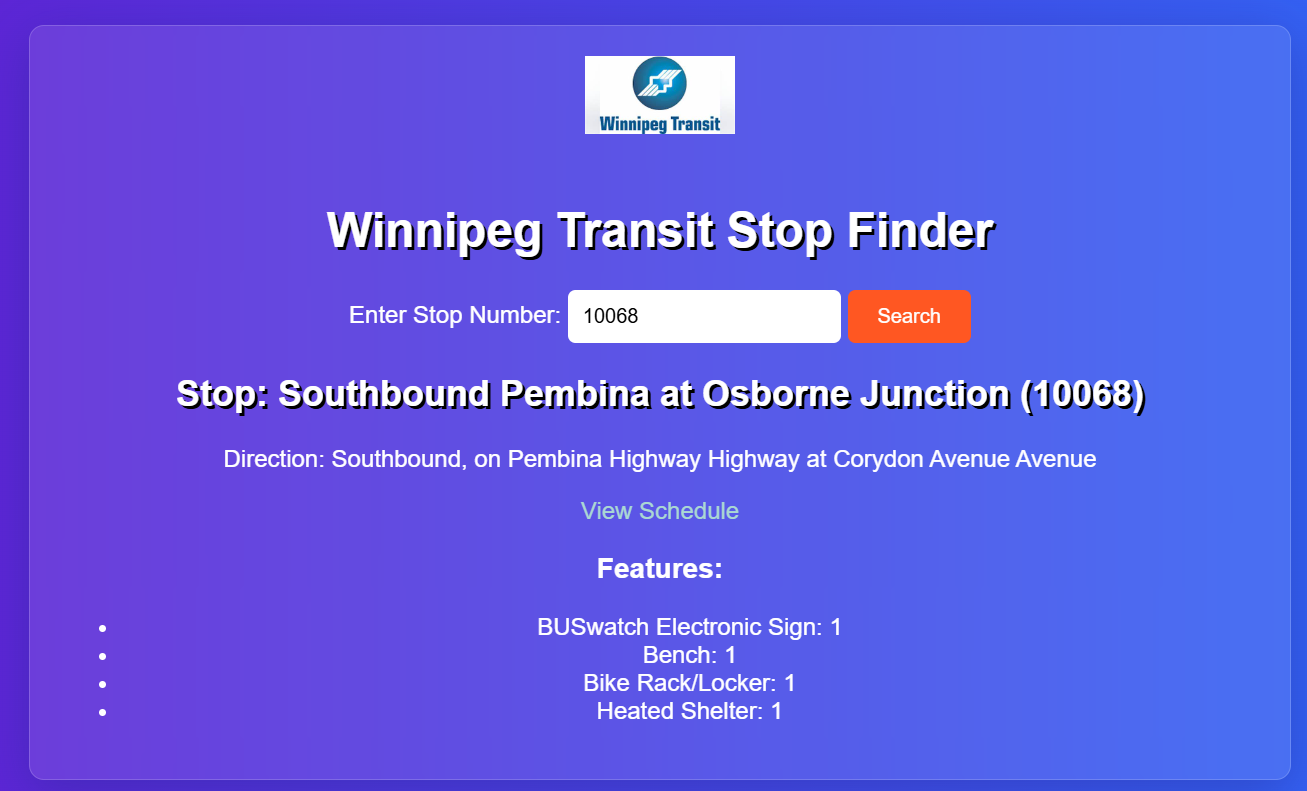 Winnipeg Transit
Winnipeg Transit Stop Finder
Enter Stop Number: 10068 Search
Stop: Southbound Pembina at Osborne Junction (10068)
Direction: Southbound, on Pembina Highway Highway at Corydon Avenue Avenue
View Schedule
Features:
• BUSwatch Electronic Sign: 1
• Bench: 1
• Bike Rack/Locker: 1
• Heated Shelter: 1